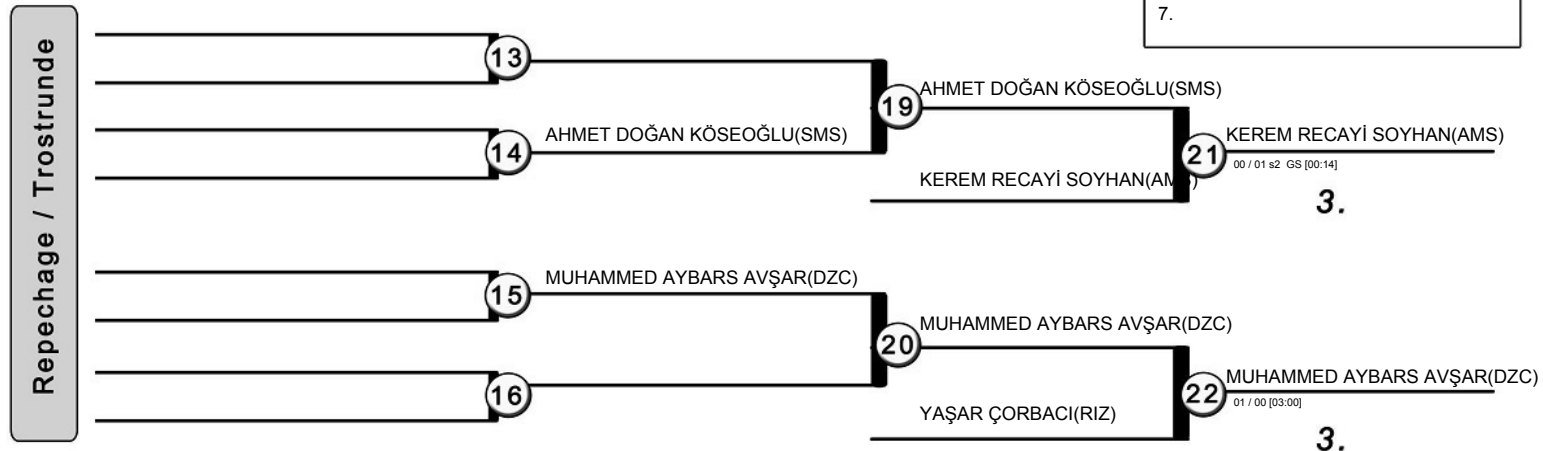 7.
Repechage / Trostrunde
13
14
AHMET DOĞAN KÖSEOĞLU(SMS)
19
AHMET DOĞAN KÖSEOĞLU(SMS)
KEREM RECAYİ SOYHAN(AMS)
21
KEREM RECAYİ SOYHAN(AMS)
00 / 01 s2 GS [00:14]
3.
15
MUHAMMED AYBARS AVŞAR(DZC)
16
20
MUHAMMED AYBARS AVŞAR(DZC)
YAŞAR ÇORBACI(RIZ)
22
MUHAMMED AYBARS AVŞAR(DZC)
01 / 00 [03:00]
3.